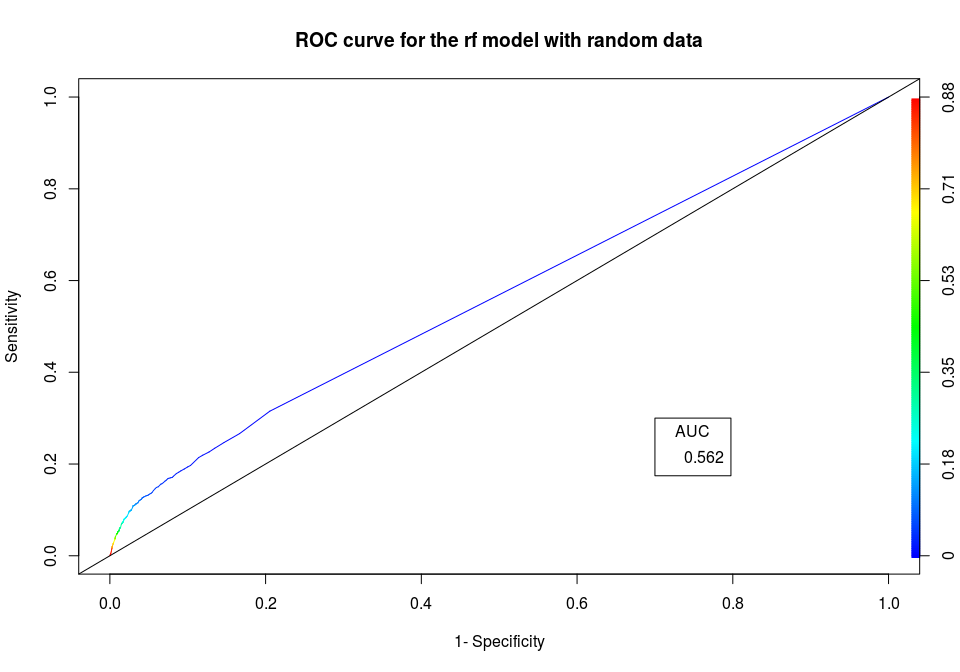 ROC curve for the rf model with random data
Sensitivity
1.0
0.8
0.6
0.4
0.2
0.0
0.88
0.71
0.53
0.35
0.18
0
AUC
0.562
0.0 0.2 0.4 0.6 0.8 1.0
1- Specificity